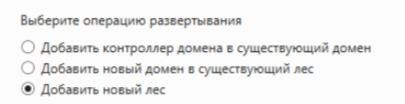 Выберите операцию развертывания
Добавить контроллер домена в существующий домен
Добавить новый домен в существующий лес
Добавить новый лес